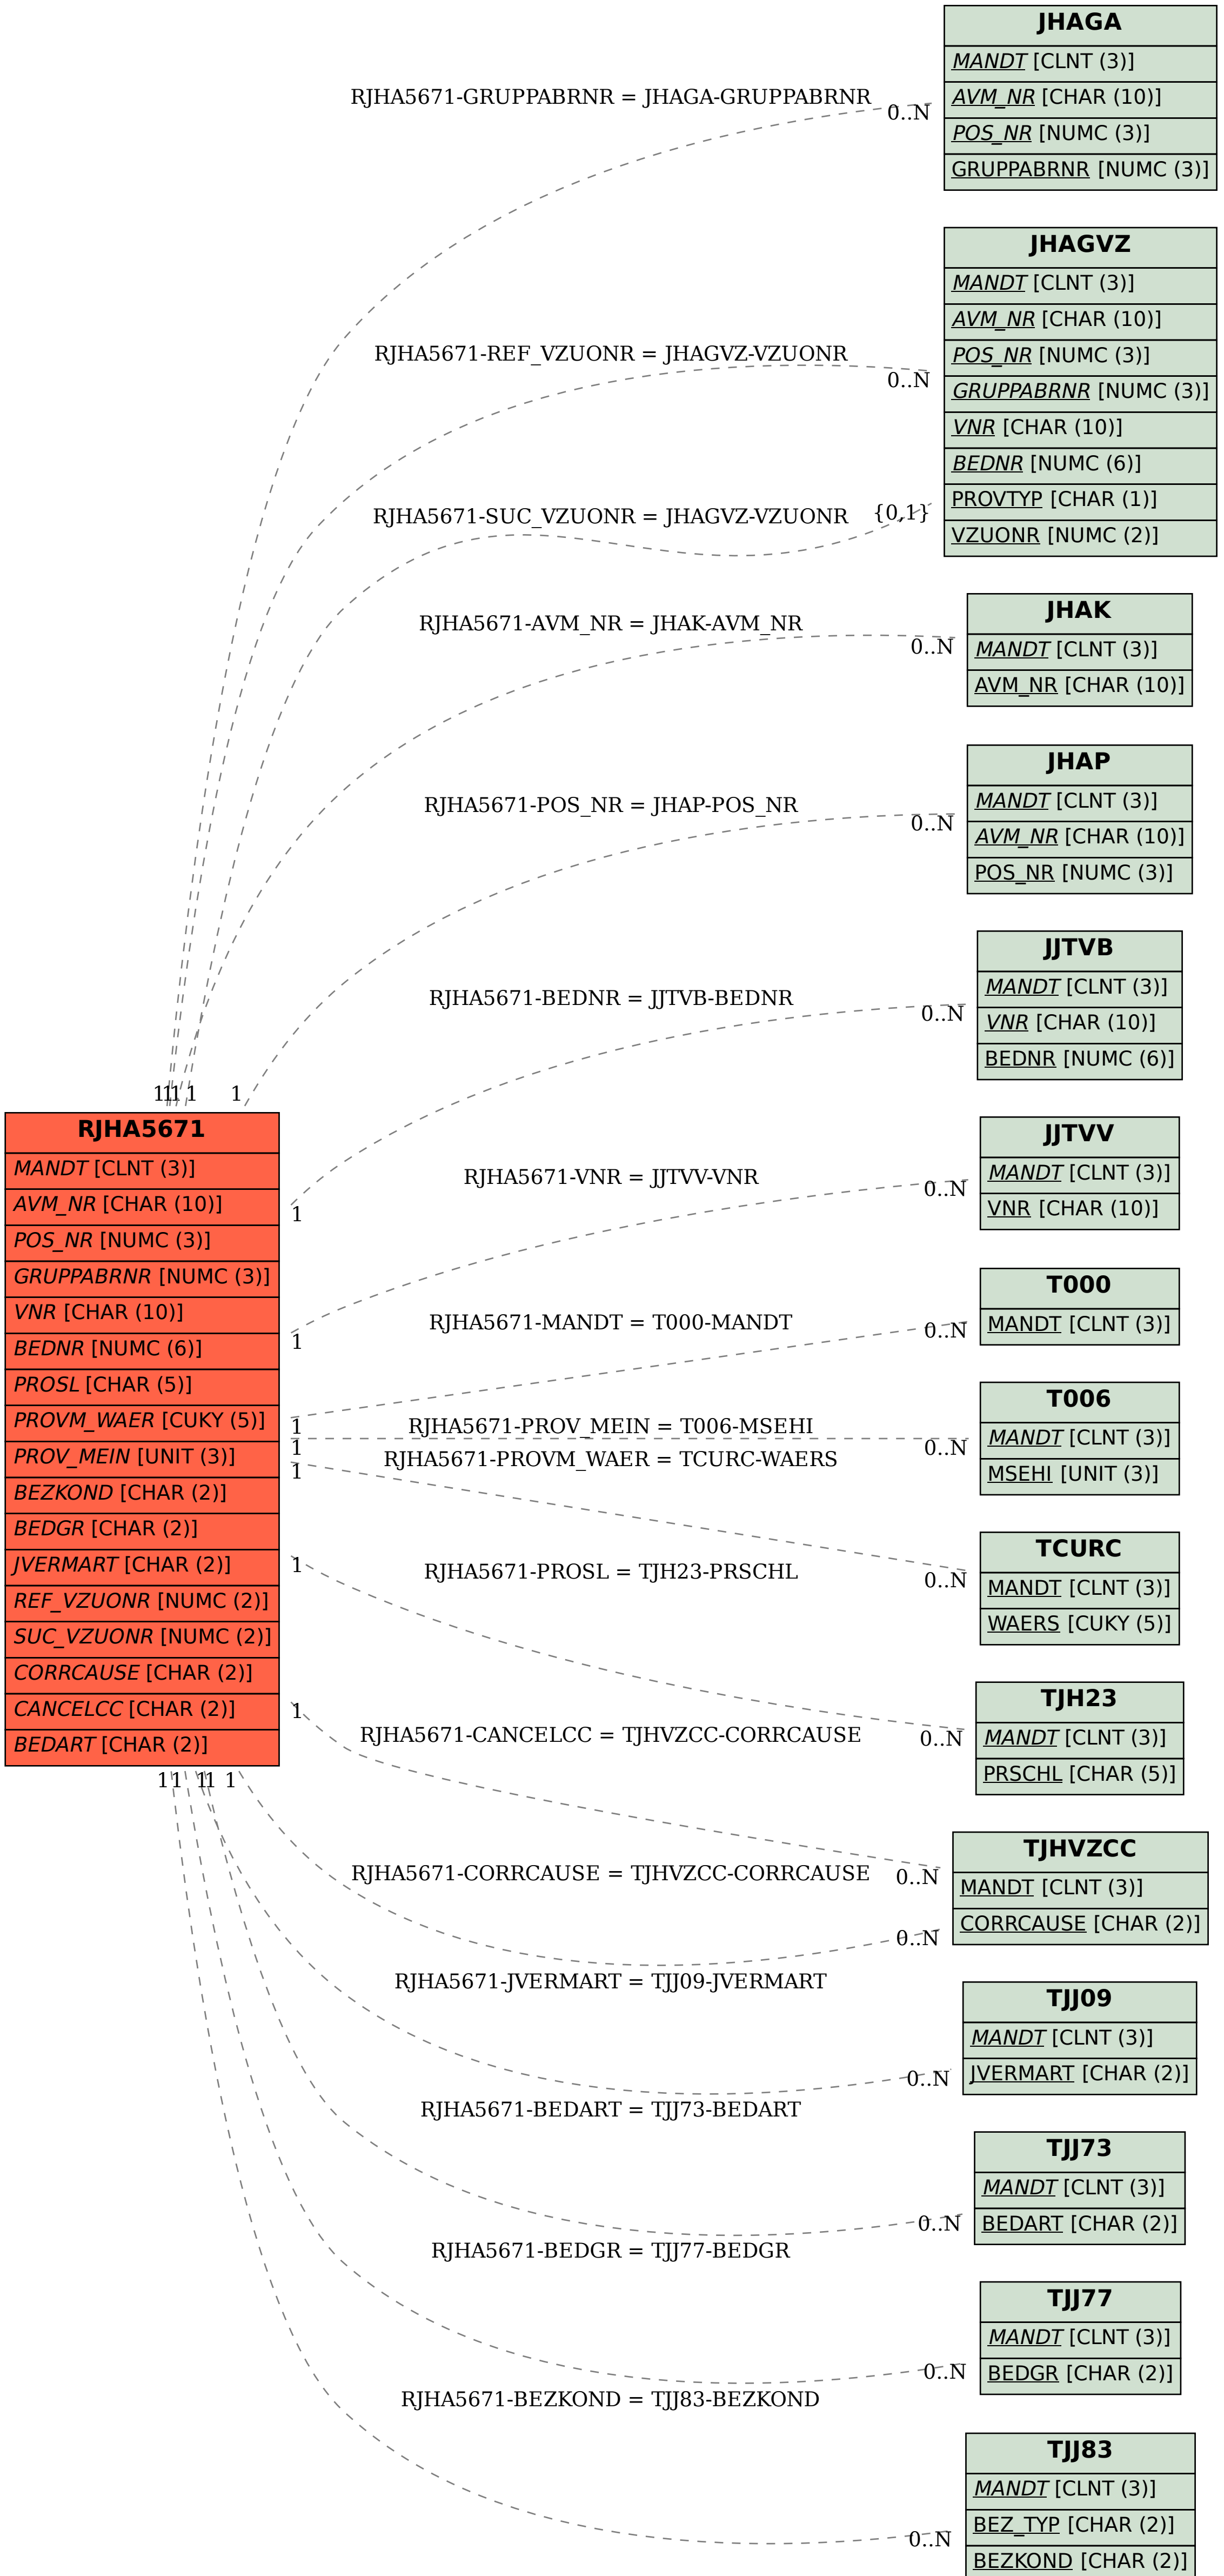 JHAGA
MANDT [CLNT (3)]
AVM_NR [CHAR (10)]
POS_NR [NUMC (3)]
GRUPPABRNR [NUMC (3)]
RJHA5671-GRUPPABRNR = JHAGA-GRUPPABRNR
0..N
JHAGVZ
MANDT [CLNT (3)]
AVM_NR [CHAR (10)]
POS_NR [NUMC (3)]
GRUPPABRNR [NUMC (3)]
VNR [CHAR (10)]
BEDNR [NUMC (6)]
PROVTYP [CHAR (1)]
VZUONR [NUMC (2)]
RJHA5671-REF_VZUONR = JHAGVZ-VZUONR
0..N
RJHA5671-SUC_VZUONR = JHAGVZ-VZUONR
{0,1}
JHAK
MANDT [CLNT (3)]
AVM_NR [CHAR (10)]
RJHA5671-AVM_NR = JHAK-AVM_NR
0..N
JHAP
MANDT [CLNT (3)]
AVM_NR [CHAR (10)]
POS_NR [NUMC (3)]
RJHA5671-POS_NR = JHAP-POS_NR
0..N
JJTVB
MANDT [CLNT (3)]
VNR [CHAR (10)]
BEDNR [NUMC (6)]
RJHA5671-BEDNR = JJTVB-BEDNR
0..N
1
1
1
1
1
RJHA5671
MANDT [CLNT (3)]
AVM_NR [CHAR (10)]
POS_NR [NUMC (3)]
GRUPPABRNR [NUMC (3)]
VNR [CHAR (10)]
BEDNR [NUMC (6)]
PROSL [CHAR (5)]
PROVM_WAER [CUKY (5)]
PROV_MEIN [UNIT (3)]
BEZKOND [CHAR (2)]
BEDGR [CHAR (2)]
JVERMART [CHAR (2)]
REF_VZUONR [NUMC (2)]
SUC_VZUONR [NUMC (2)]
CORRCAUSE [CHAR (2)]
CANCELCC [CHAR (2)]
BEDART [CHAR (2)]
1
1
1
1
1
1
1
1
1
1
1
1
JJTVV
MANDT [CLNT (3)]
VNR [CHAR (10)]
RJHA5671-VNR = JJTVV-VNR
0..N
T000
MANDT [CLNT (3)]
RJHA5671-MANDT = T000-MANDT
0..N
T006
MANDT [CLNT (3)]
MSEHI [UNIT (3)]
RJHA5671-PROV_MEIN = T006-MSEHI
0..N
RJHA5671-PROVM_WAER = TCURC-WAERS
TCURC
MANDT [CLNT (3)]
WAERS [CUKY (5)]
0..N
RJHA5671-PROSL = TJH23-PRSCHL
TJH23
MANDT [CLNT (3)]
PRSCHL [CHAR (5)]
0..N
RJHA5671-CANCELCC = TJHVZCC-CORRCAUSE
TJHVZCC
MANDT [CLNT (3)]
CORRCAUSE [CHAR (2)]
0..N
RJHA5671-CORRCAUSE = TJHVZCC-CORRCAUSE
0..N
RJHA5671-JVERMART = TJJ09-JVERMART
TJJ09
MANDT [CLNT (3)]
JVERMART [CHAR (2)]
0..N
RJHA5671-BEDART = TJJ73-BEDART
TJJ73
MANDT [CLNT (3)]
BEDART [CHAR (2)]
0..N
RJHA5671-BEDGR = TJJ77-BEDGR
TJJ77
MANDT [CLNT (3)]
BEDGR [CHAR (2)]
0..N
RJHA5671-BEZKOND = TJJ83-BEZKOND
TJJ83
MANDT [CLNT (3)]
BEZ_TYP [CHAR (2)]
BEZKOND [CHAR (2)]
0..N